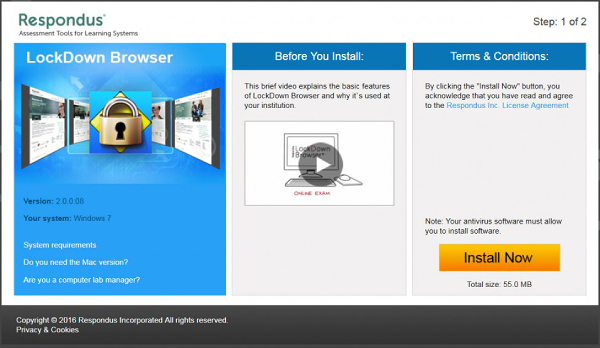 Respondus®
Assessment Tools for Learning Systems
Step: 1 of 2
LockDown Browser
Version: 2.0.0.08
Your system: Windows 7
System requirements
Do you need the Mac version?
Are you a computer lab manager?
Before You Install:
This brief video explains the basic features
of LockDown Browser and why it`s used at
your institution.
LockDown
Browser
ONLINE EXAM
Terms & Conditions:
By clicking the "Install Now" button, you
acknowledge that you have read and agree
to the Respondus Inc. License Agreement
Note: Your antivirus software must allow
you to install software.
Install Now
Total size: 55.0 MB
Copyright © 2016 Respondus Incorporated All rights reserved.
Privacy & Cookies